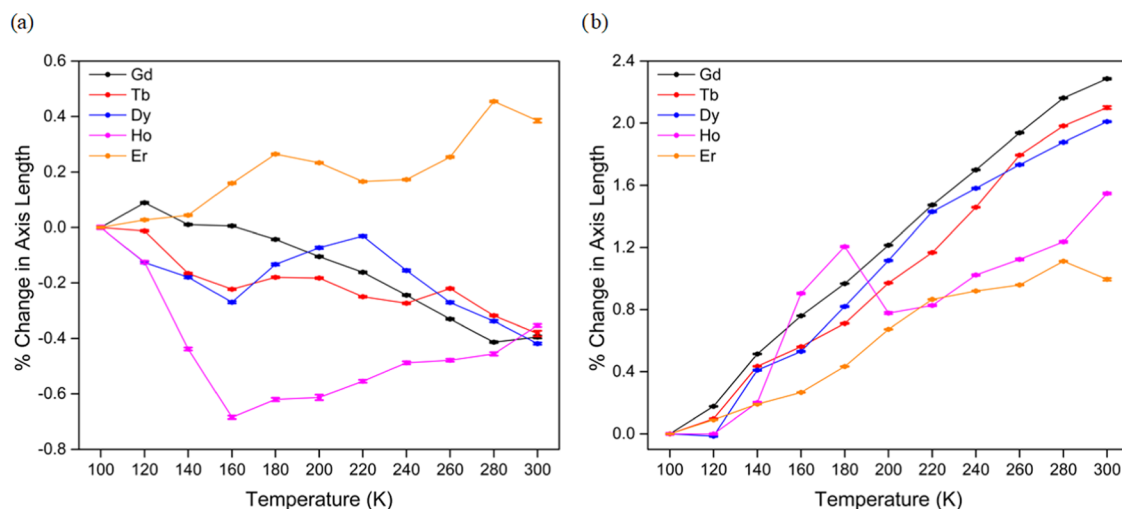 (a)
% Change in Axis Length
0.6
0.4
0.2
0.0
-0.2
-0.4
-0.6
-0.8
Gd
Tb
Dy
Ho
Er
100 120 140 160 180 200 220 240 260 280 300
Temperature (K)
(b)
% Change in Axis Length
2.4
2.0
1.6
1.2
0.8
0.4
0.0
Gd
Tb
Dy
Ho
Er
100 120 140 160 180 200 220 240 260 280 300
Temperature (K)